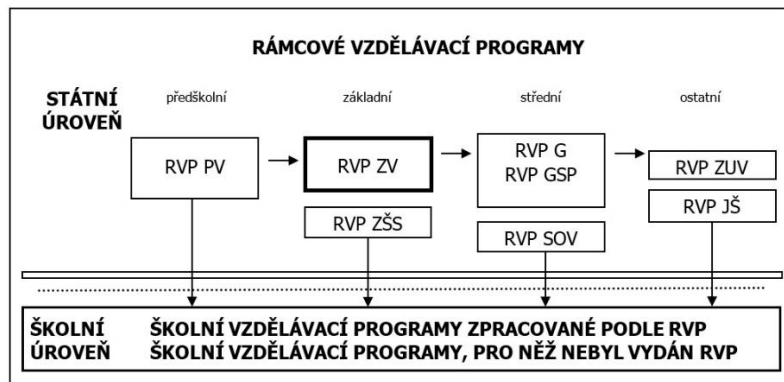 RÁMCOVÉ VZDĚLÁVACÍ PROGRAMY
STÁTNÍ
ÚROVEŇ
předškolní
základní
střední
ostatní
RVP PV
RVP ZV
RVP G
RVP GSP
RVP ZUV
RVP ZŠS
RVP SOV
RVP JŠ
ŠKOLNÍ ŠKOLNÍ VZDĚLÁVACÍ PROGRAMY ZPRACOVANÉ PODLE RVP
ÚROVEŇ ŠKOLNÍ VZDĚLÁVACÍ PROGRAMY, PRO NĚŽ NEBYL VYDÁN RVP